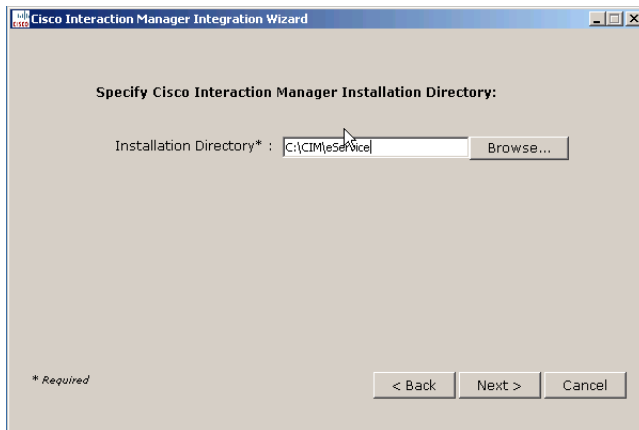 CISCO Cisco Interaction Manager Integration Wizard
Specify Cisco Interaction Manager Installation Directory:
Installation Directory* : C:\CIM\eService Browse...
* Required < Back Next > Cancel